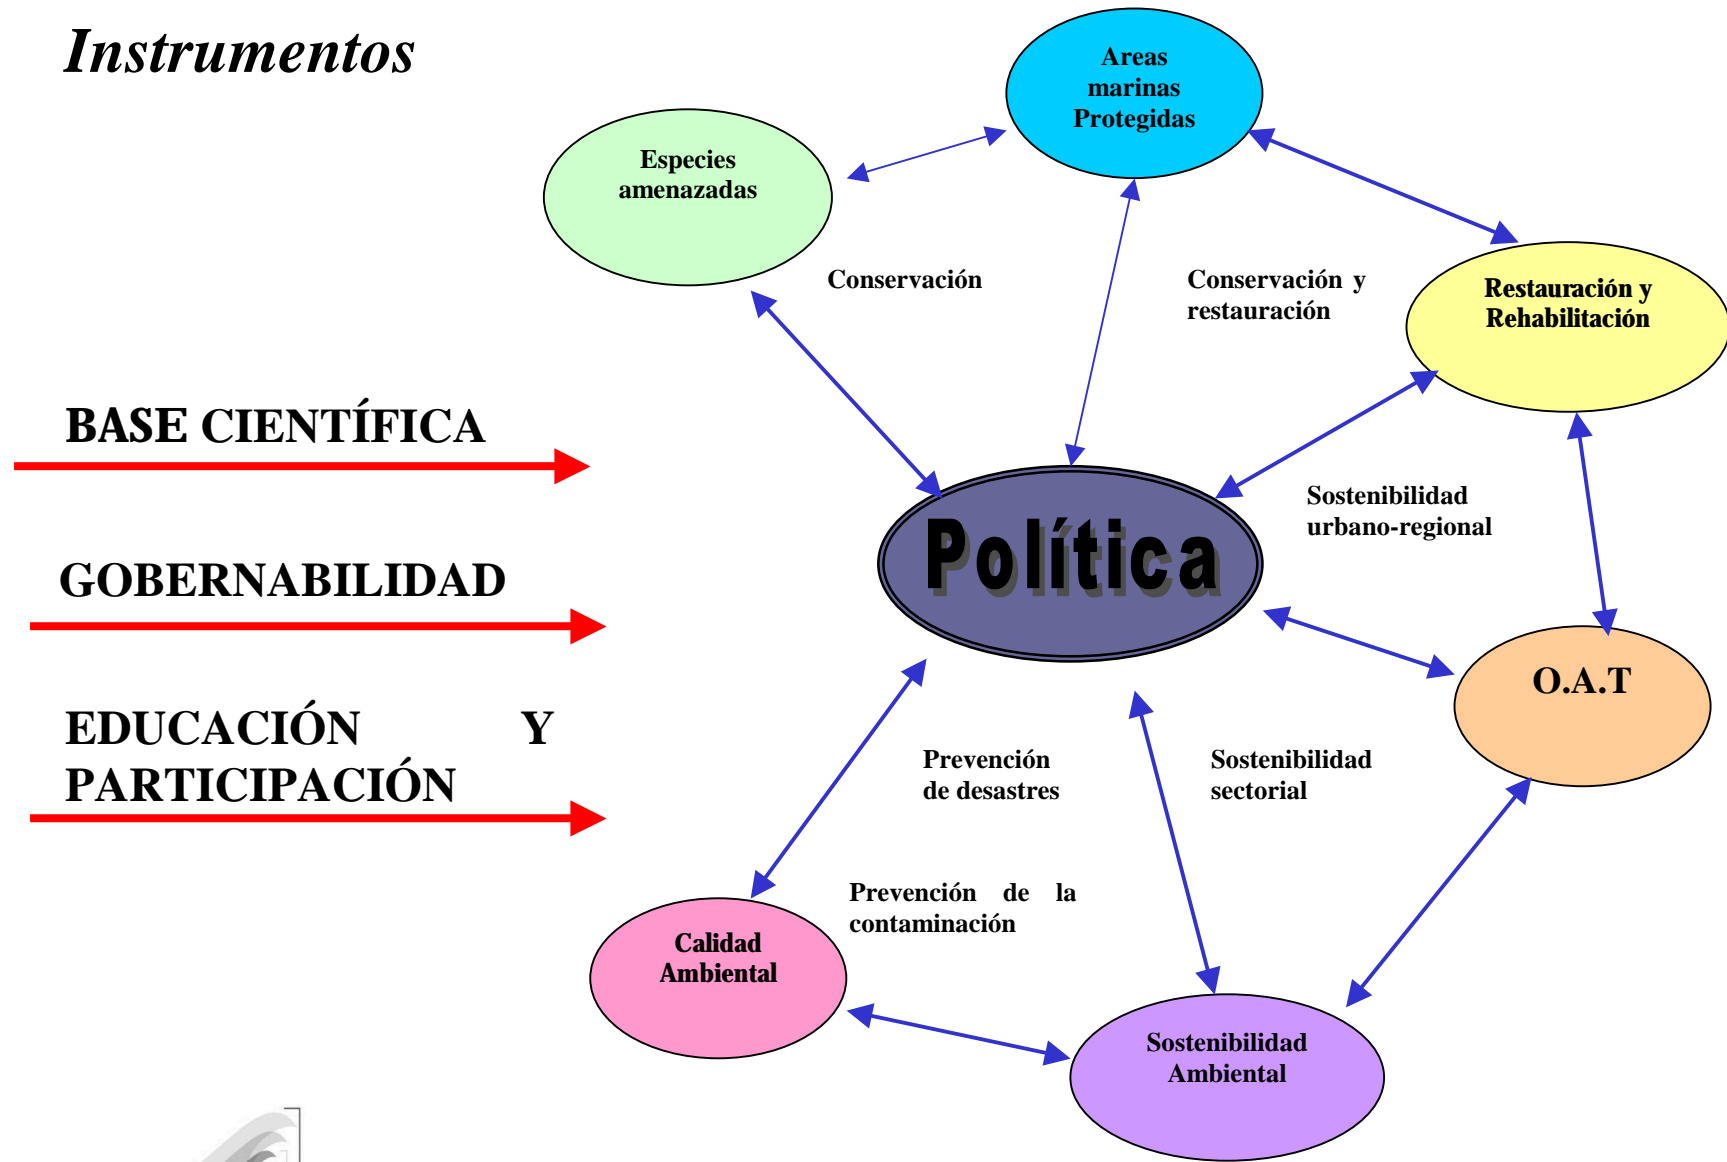 Instrumentos
Areas
marinas
Protegidas
Especies
amenazadas
Conservación
Conservación y
restauración
Restauración y
Rehabilitación
BASE CIENTÍFICA
Política
Sostenibilidad
urbano-regional
GOBERNABILIDAD
O.A.T
EDUCACIÓN Y
PARTICIPACIÓN
Prevención
de desastres
Sostenibilidad
sectorial
Prevención de la
contaminación
Calidad
Ambiental
Sostenibilidad
Ambiental